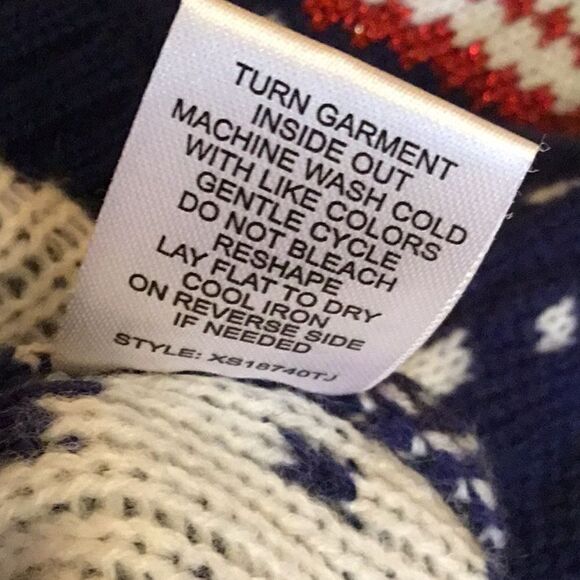 TURN GARMENT
INSIDE OUT
MACHINE WASH COLD
WITH LIKE COLORS
GENTLE CYCLE
DO NOT BLEACH
RESHAPE
LAY FLAT TO DRY
COOL IRON
ON REVERSE SIDE
IF NEEDED
STYLE: XS18740TJ